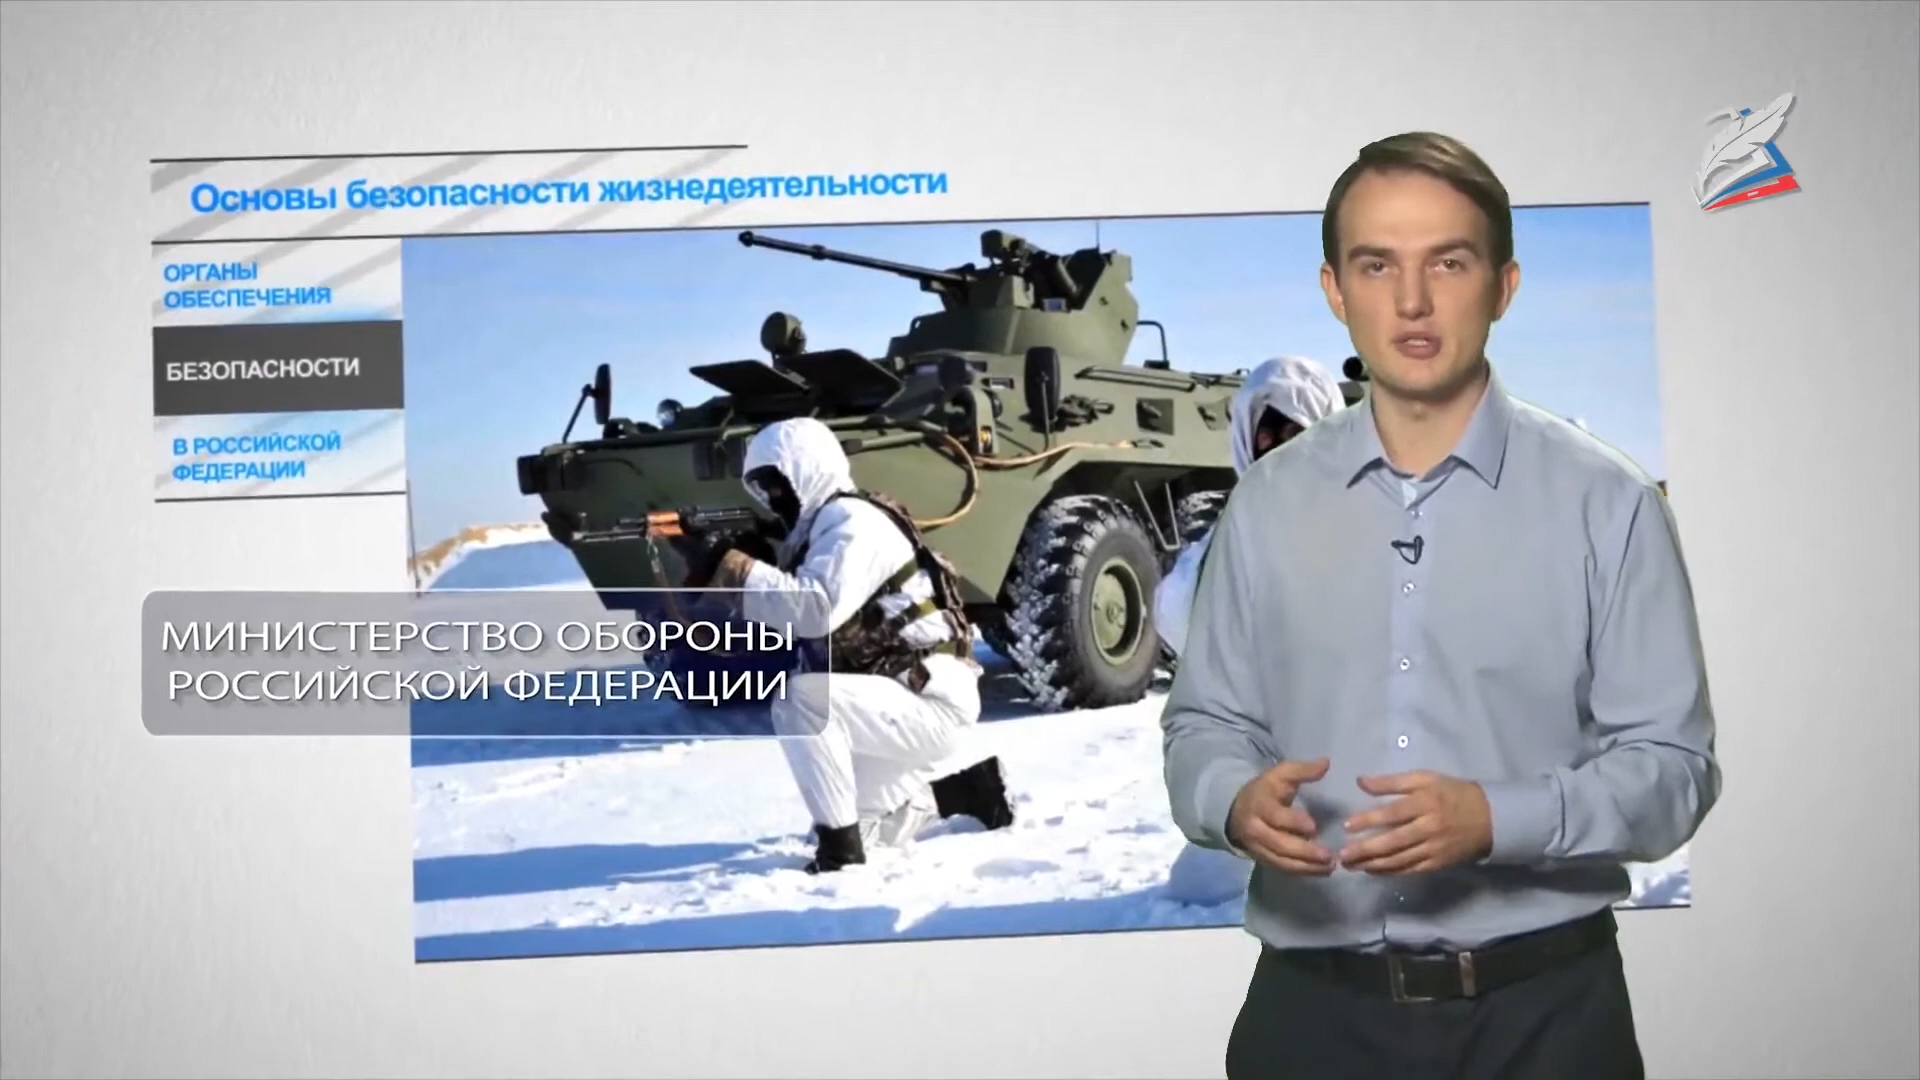 Основы безопасности жизнедеятельности
ОРГАНЫ
ОБЕСПЕЧЕНИЯ
БЕЗОПАСНОСТИ
В РОССИЙСКОЙ
ФЕДЕРАЦИИ
МИНИСТЕРСТВО ОБОРОНЫ
РОССИЙСКОЙ ФЕДЕРАЦИИ